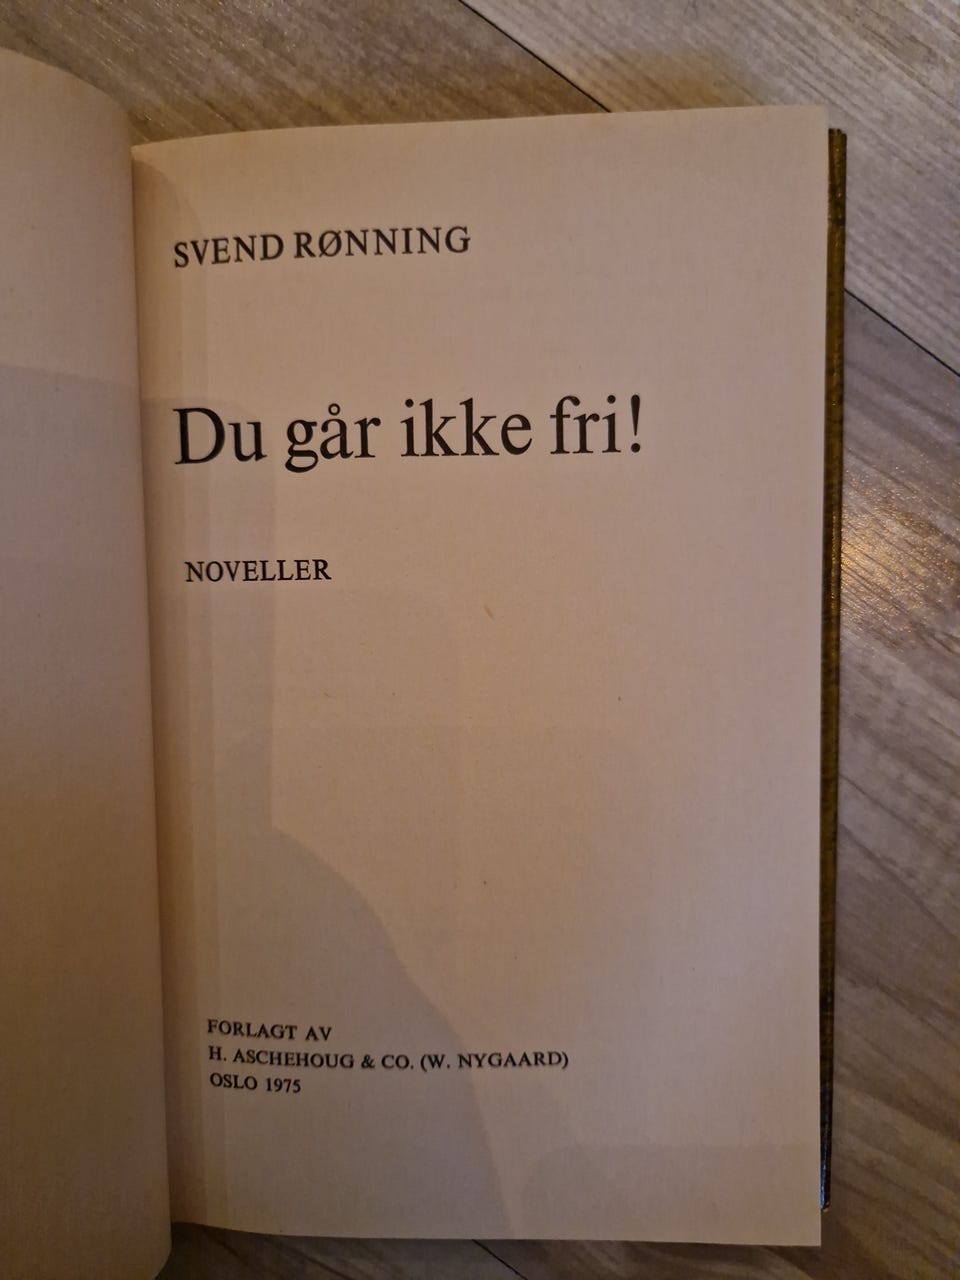 SVEND RØNNING
Du går ikke fri!
NOVELLER
FORLAGT AV
H. ASCHEHOUG & CO. (W. NYGAARD)
OSLO 1975